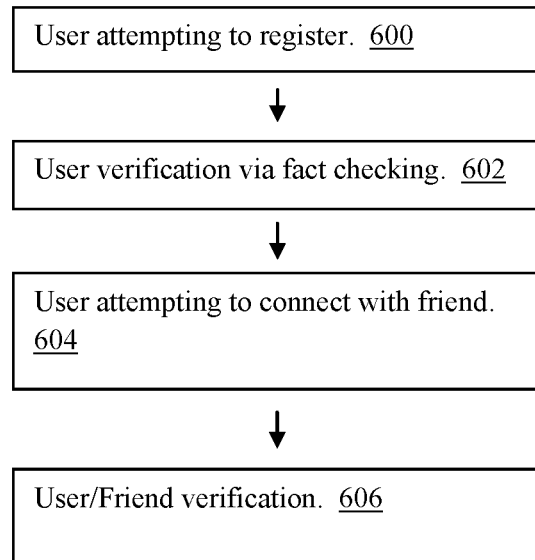 User attempting to register. 600
User verification via fact checking. 602
User attempting to connect with friend.
604
User/Friend verification. 606